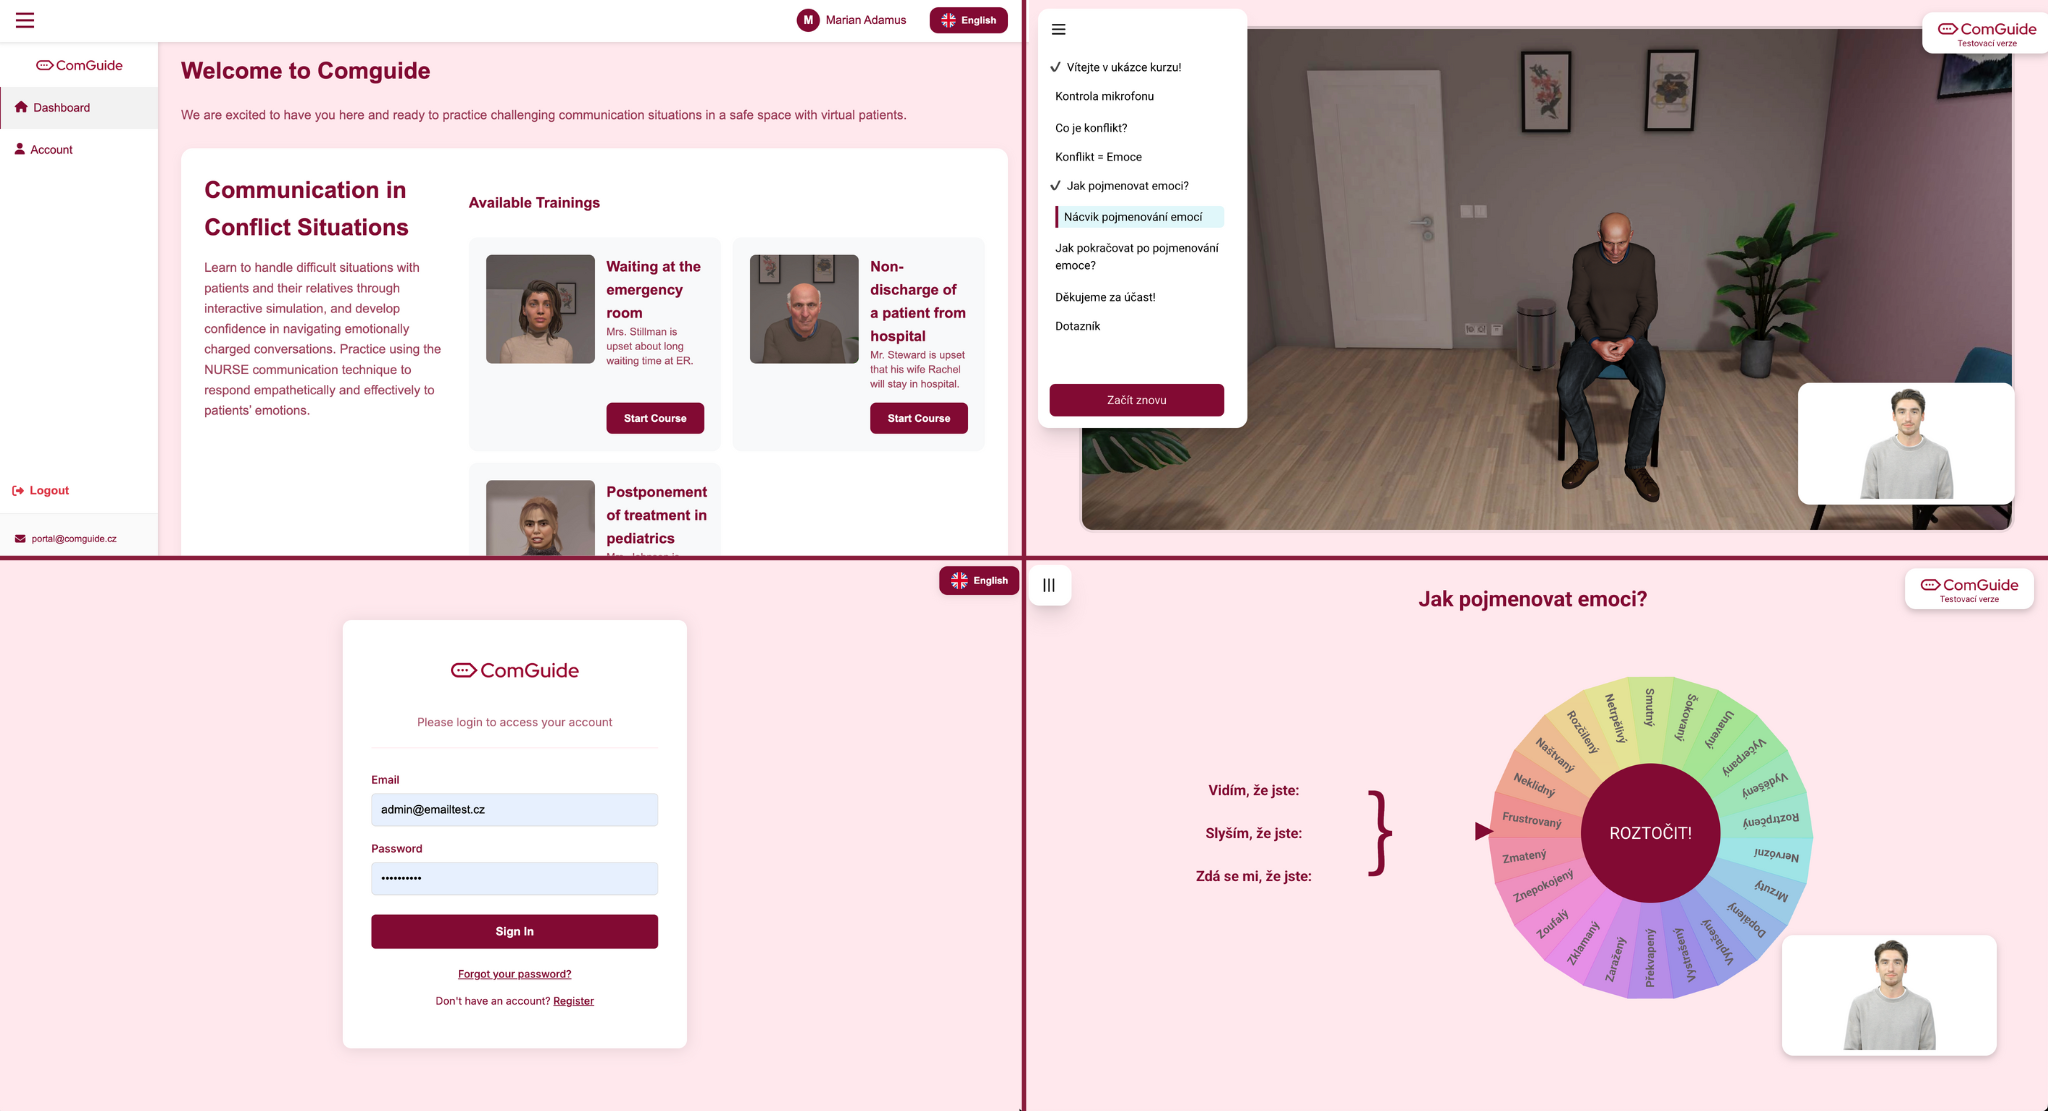 M Marian Adamus
English
ComGuide
Dashboard
Account
Logout
portal@comguide.cz
Welcome to Comguide
We are excited to have you here and ready to practice challenging communication situations in a safe space with virtual patients.
Communication in
Conflict Situations
Learn to handle difficult situations with
patients and their relatives through
interactive simulation, and develop
confidence in navigating emotionally
charged conversations. Practice using the
NURSE communication technique to
respond empathetically and effectively to
patients' emotions.
Available Trainings
Waiting at the
emergency
room
Mrs. Stillman is
upset about long
waiting time at ER.
Start Course
Non-
discharge of
a patient from
hospital
Mr. Steward is upset
that his wife Rachel
will stay in hospital.
Start Course
Postponement
of treatment in
pediatrics
Vítejte v ukázce kurzu!
Kontrola mikrofonu
Co je konflikt?
Konflikt = Emoce
Jak pojmenovat emoci?
Nácvik pojmenování emocí
Jak pokračovat po pojmenování
emoce?
Děkujeme za účast!
Dotazník
Začít znovu
ComGuide
Testovací verze
English
ComGuide
Please login to access your account
Email
admin@emailtest.cz
Password
••••••••••
Sign In
Forgot your password?
Don't have an account? Register
Jak pojmenovat emoci?
ComGuide
Testovací verze
Vidím, že jste:
Slyším, že jste:
Zdá se mi, že jste:
ROZTOČIT!
Frustrovaný
Neklidný
Naštvaný
Rozčilený
Netrpělivý
Smutný
Šokovaný
Unavený
Vyčerpaný
Vyděšený
Roztrpčený
Nervózní
Mrzutý
Dopálený
Vyplašený
Vystrašený
Překvapený
Zaražený
Zklamaný
Zoufalý
Znepokojený
Zmatený